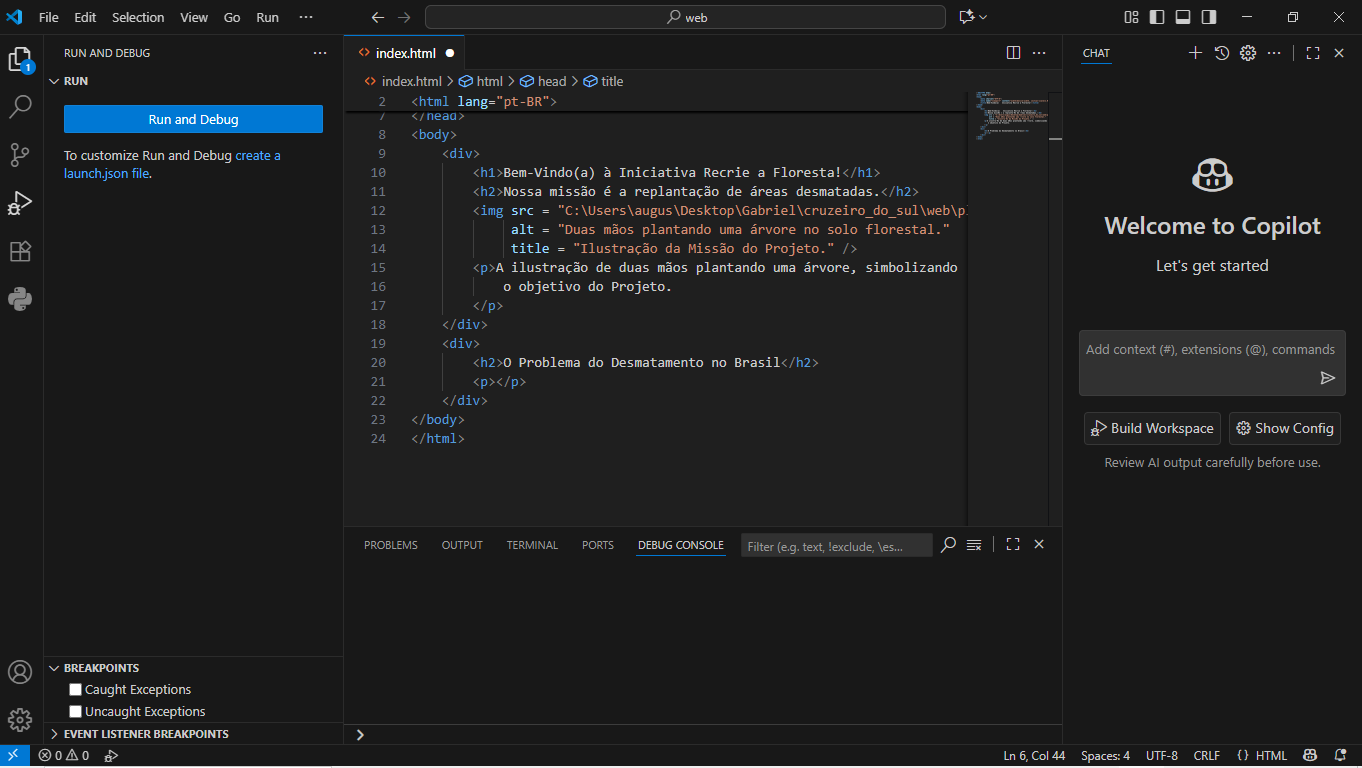 File Edit Selection View Go Run ··· web
RUN AND DEBUG ···
RUN
Run and Debug
To customize Run and Debug create a
launch.json file.
BREAKPOINTS
Caught Exceptions
Uncaught Exceptions
EVENT LISTENER BREAKPOINTS
1
index.html
index.html > html > head > title
2 <html lang="pt-BR">
7 </head>
8 <body>
9 <div>
10 <h1>Bem-Vindo(a) à Iniciativa Recrie a Floresta!</h1>
11 <h2>Nossa missão é a replantação de áreas desmatadas.</h2>
12 <img src = "C:\Users\augus\Desktop\Gabriel\cruzeiro_do_sul\web\pl
13 alt = "Duas mãos plantando uma árvore no solo florestal."
14 title = "Ilustração da Missão do Projeto." />
15 <p>A ilustração de duas mãos plantando uma árvore, simbolizando
16 o objetivo do Projeto.
17 </p>
18 </div>
19 <div>
20 <h2>O Problema do Desmatamento no Brasil</h2>
21 <p></p>
22 </div>
23 </body>
24 </html>
PROBLEMS OUTPUT TERMINAL PORTS DEBUG CONSOLE Filter (e.g. text, !exclude, \es...
CHAT
Welcome to Copilot
Let's get started
Add context (#), extensions (@), commands
Build Workspace Show Config
Review AI output carefully before use.
0 0 Ln 6, Col 44 Spaces: 4 UTF-8 CRLF {} HTML